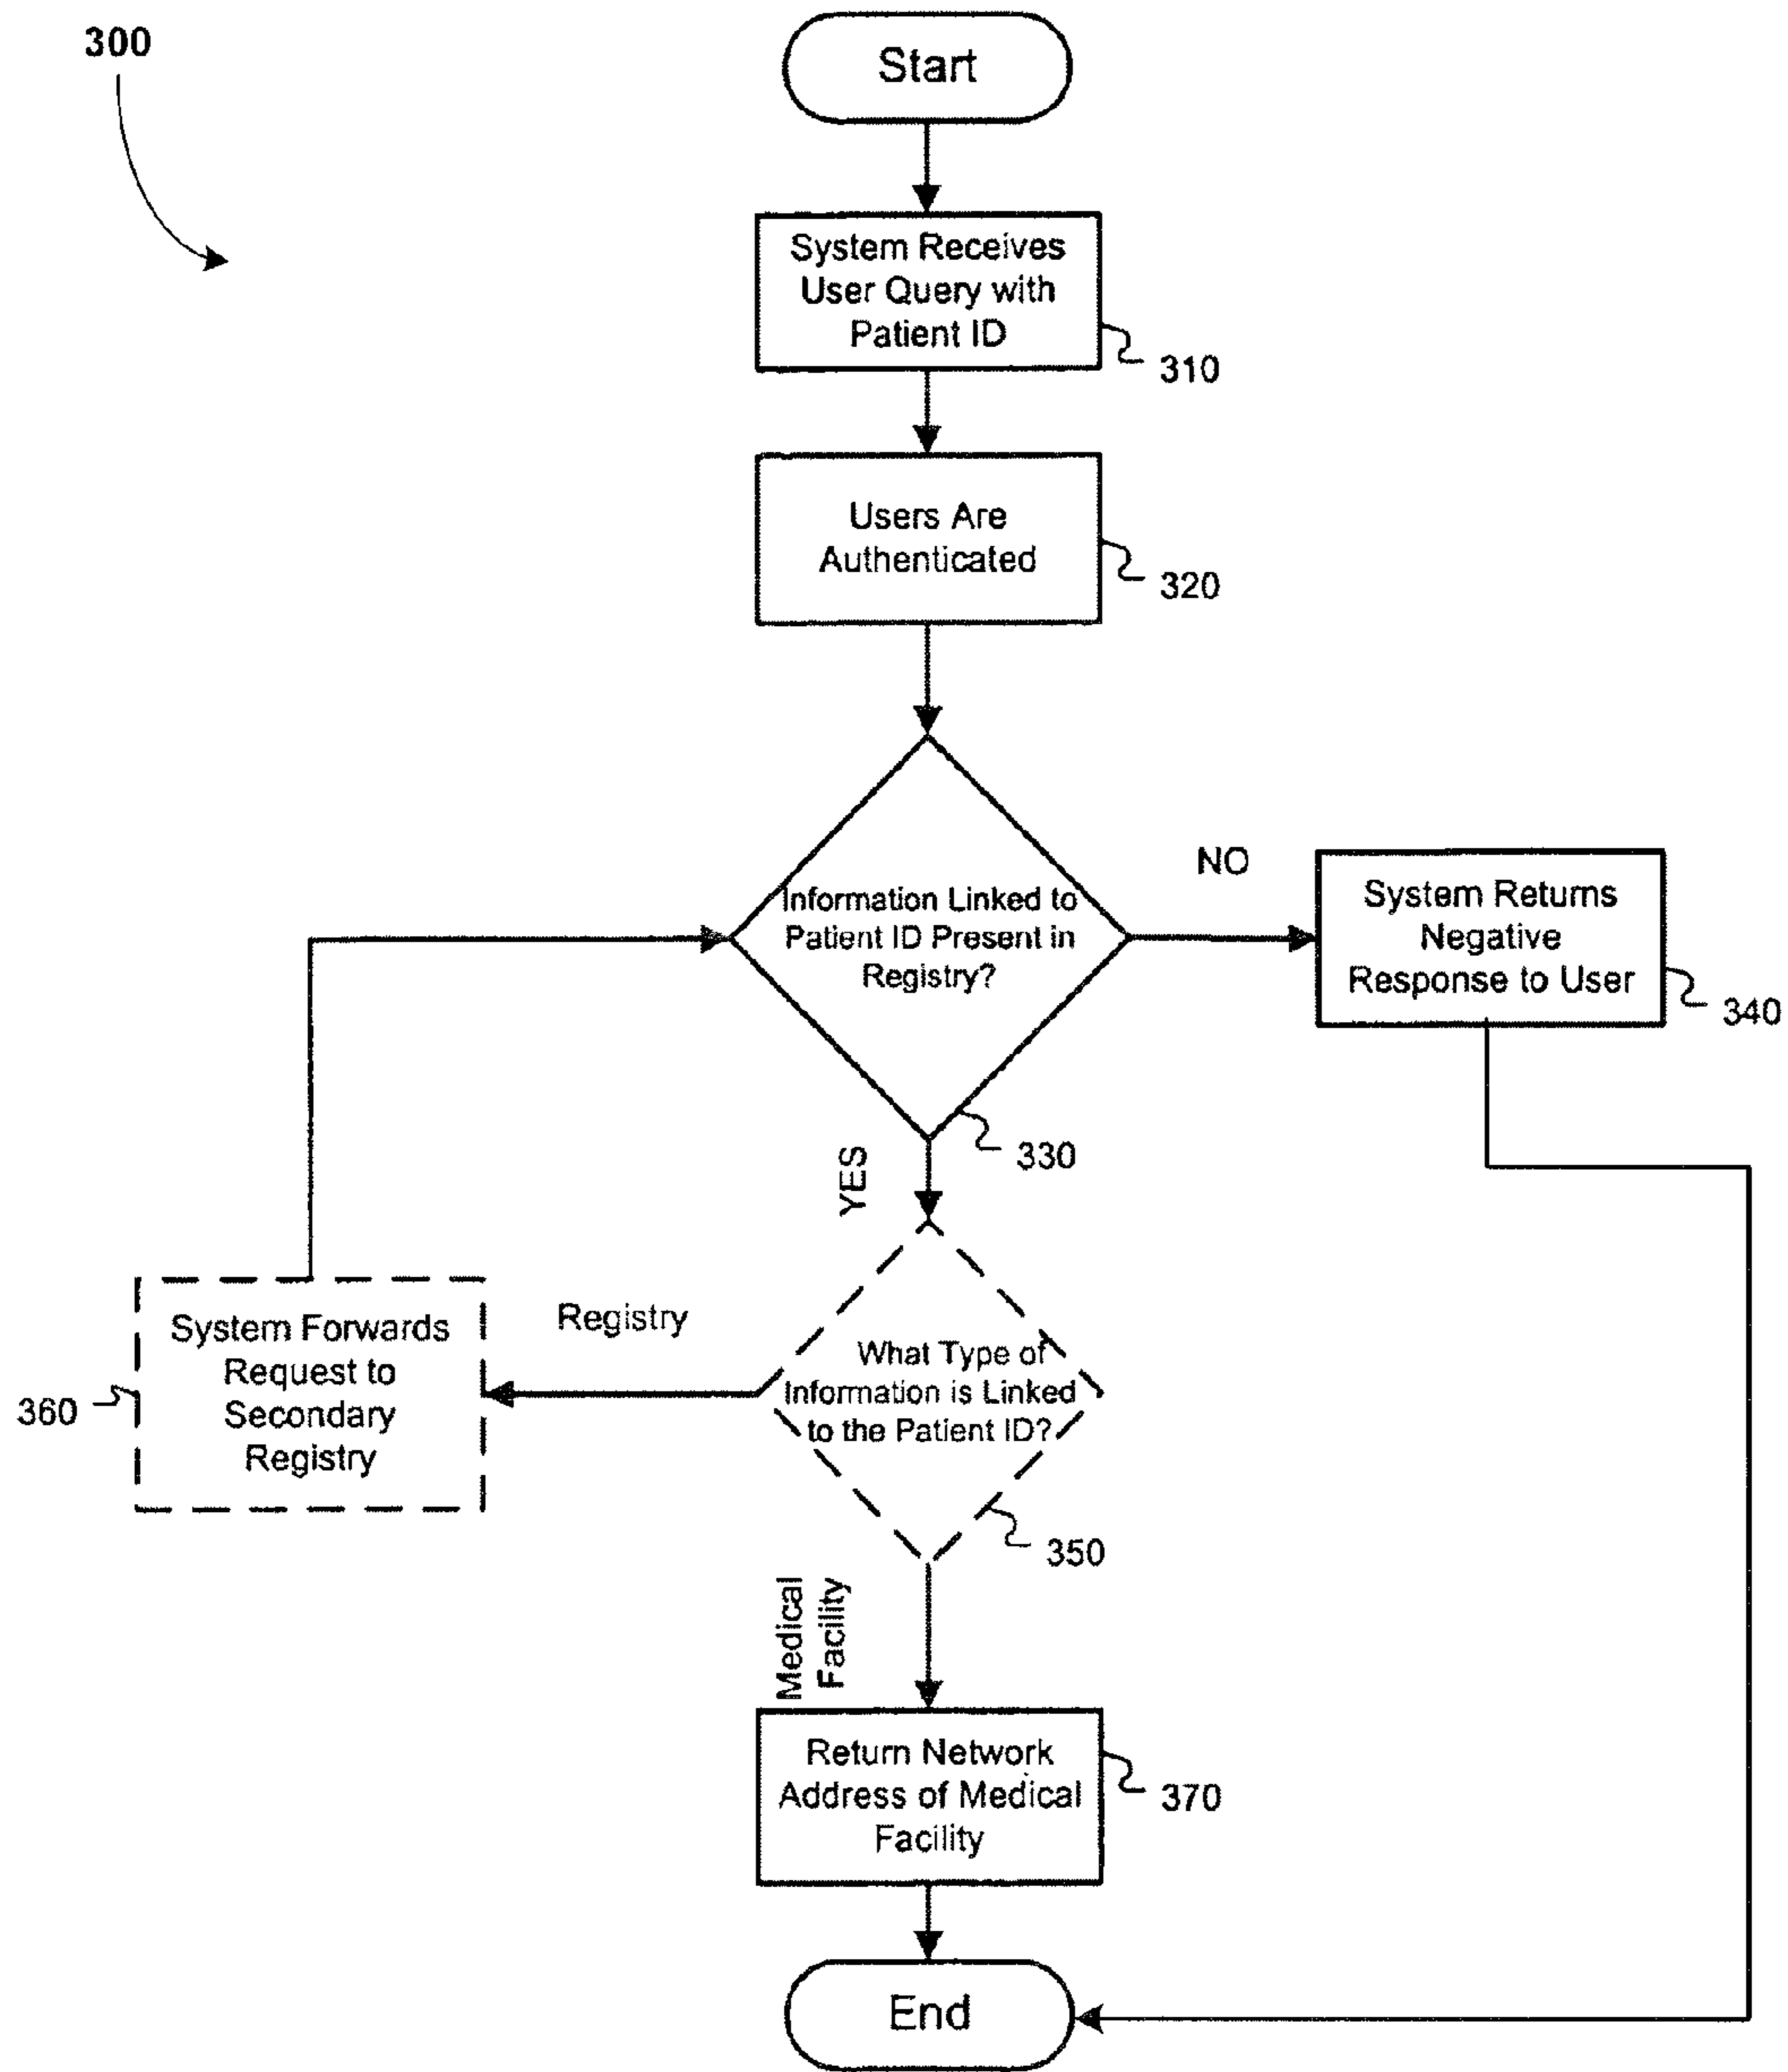 300
Start
System Receives
User Query with
Patient ID
310
Users Are
Authenticated
320
Information Linked to
Patient ID Present in
Registry?
330
NO
System Returns
Negative
Response to User
340
YES
What Type of
Information is Linked
to the Patient ID?
350
Registry
System Forwards
Request to
Secondary
Registry
360
Medical
Facility
Return Network
Address of Medical
Facility
370
End